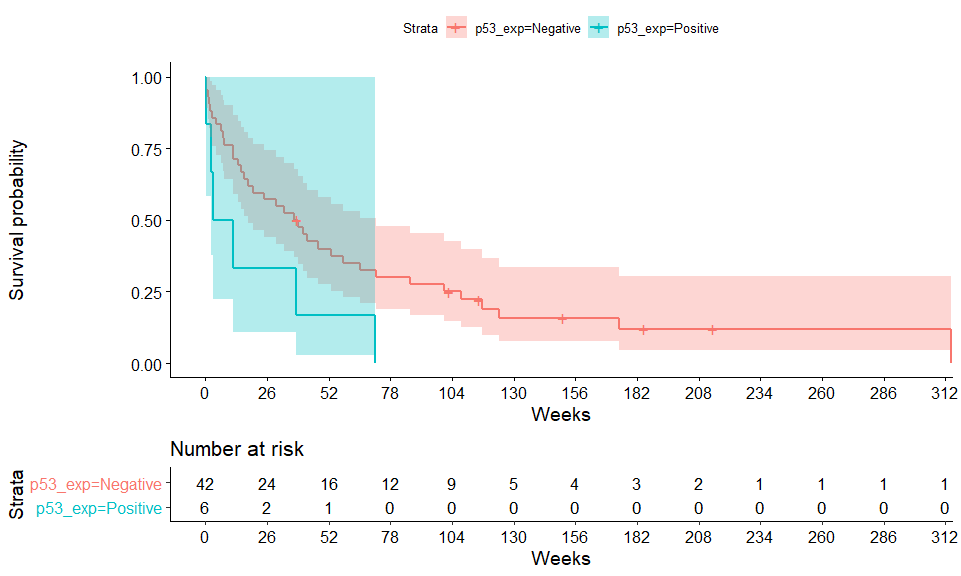 Strata p53_exp=Negative p53_exp=Positive
Survival probability
1.00
0.75
0.50
0.25
0.00
0 26 52 78 104 130 156 182 208 234 260 286 312
Weeks
Number at risk
Strata
p53_exp=Negative 42 24 16 12 9 5 4 3 2 1 1 1 1
p53_exp=Positive 6 2 1 0 0 0 0 0 0 0 0 0 0
0 26 52 78 104 130 156 182 208 234 260 286 312
Weeks